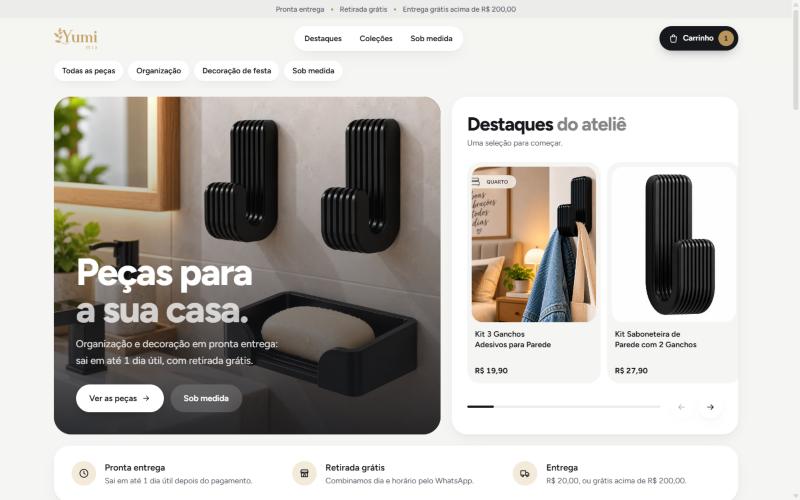 Pronta entrega • Retirada grátis • Entrega grátis acima de R$ 200,00
Yumi
mia
Destaques Coleções Sob medida
Carrinho 1
Todas as peças Organização Decoração de festa Sob medida
Peças para
a sua casa.
Organização e decoração em pronta entrega:
sai em até 1 dia útil, com retirada grátis.
Ver as peças → Sob medida
Destaques do ateliê
Uma seleção para começar.
QUARTO
Kit 3 Ganchos
Adesivos para Parede
R$ 19,90
Kit Saboneteira de
Parede com 2 Ganchos
R$ 27,90
Pronta entrega
Sai em até 1 dia útil depois do pagamento.
Retirada grátis
Combinamos dia e horário pelo WhatsApp.
Entrega
R$ 20,00, ou grátis acima de R$ 200,00.